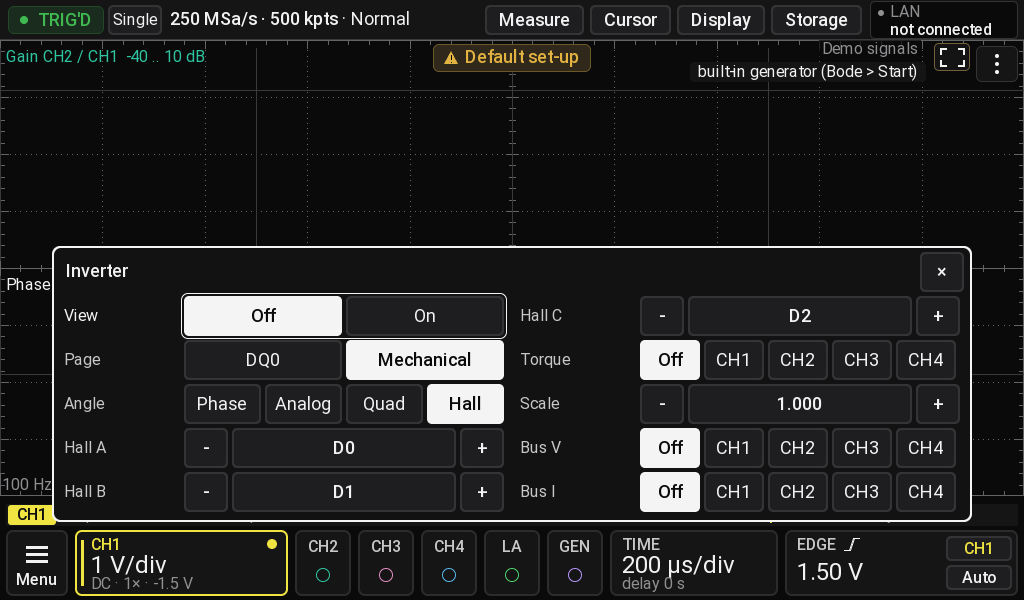 TRIG'D Single 250 MSa/s · 500 kpts · Normal Measure Cursor Display Storage LAN
not connected
Gain CH2 / CH1 -40 .. 10 dB Default set-up Demo signals
built-in generator (Bode > Start)
Inverter ×
Phase
View Off On Hall C - D2 +
Page DQ0 Mechanical Torque Off CH1 CH2 CH3 CH4
Angle Phase Analog Quad Hall Scale - 1.000 +
Hall A - D0 + Bus V Off CH1 CH2 CH3 CH4
Hall B - D1 + Bus I Off CH1 CH2 CH3 CH4
100 Hz
CH1
Menu CH1 CH2 CH3 CH4 LA GEN TIME EDGE CH1
1 V/div 200 µs/div 1.50 V Auto
DC · 1× · -1.5 V delay 0 s